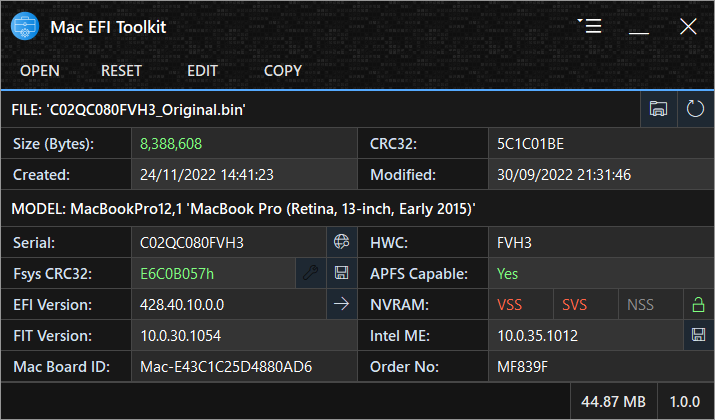 Mac EFI Toolkit
OPEN RESET EDIT COPY
FILE: 'C02QC080FVH3_Original.bin'
Size (Bytes): 8,388,608 CRC32: 5C1C01BE
Created: 24/11/2022 14:41:23 Modified: 30/09/2022 21:31:46
MODEL: MacBookPro12,1 'MacBook Pro (Retina, 13-inch, Early 2015)'
Serial: C02QC080FVH3 HWC: FVH3
Fsys CRC32: E6C0B057h APFS Capable: Yes
EFI Version: 428.40.10.0.0 NVRAM: VSS SVS NSS
FIT Version: 10.0.30.1054 Intel ME: 10.0.35.1012
Mac Board ID: Mac-E43C1C25D4880AD6 Order No: MF839F
44.87 MB 1.0.0